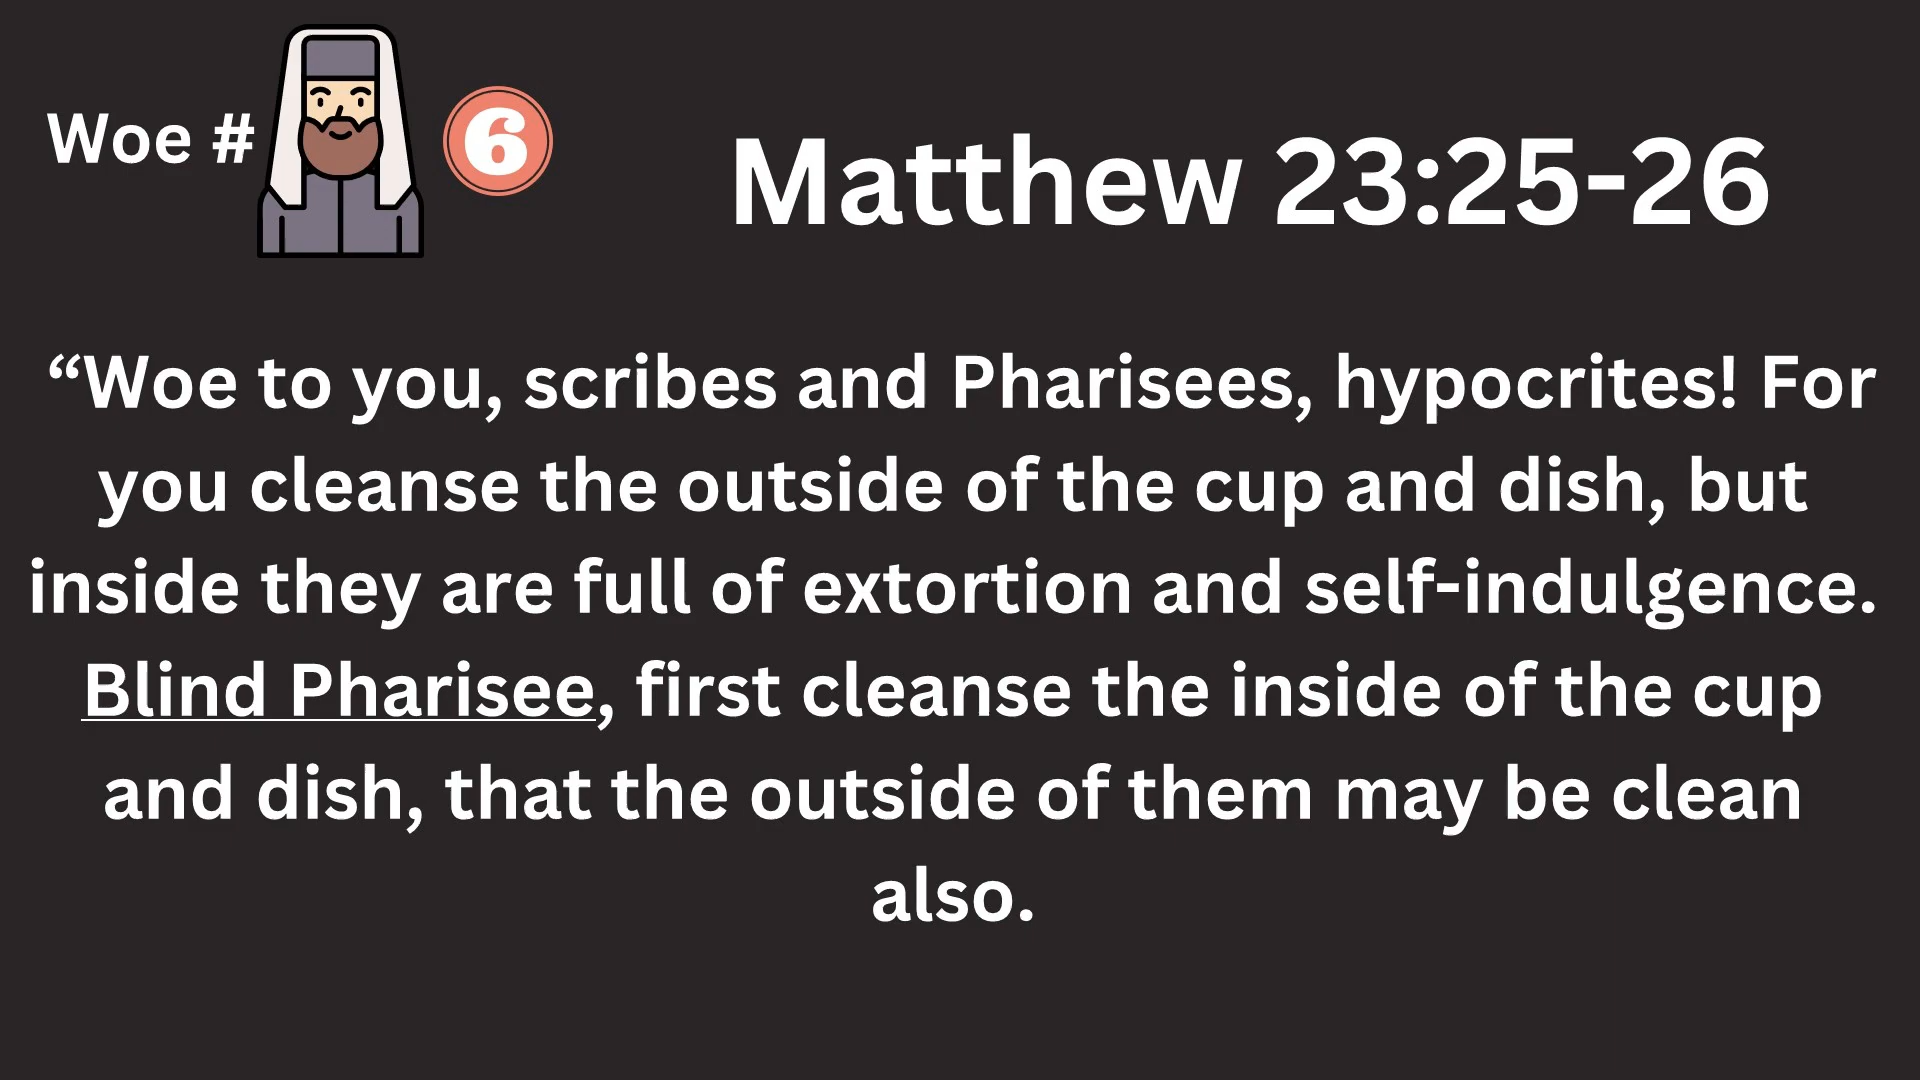 Woe # 6
Matthew 23:25-26
“Woe to you, scribes and Pharisees, hypocrites! For
you cleanse the outside of the cup and dish, but
inside they are full of extortion and self-indulgence.
Blind Pharisee, first cleanse the inside of the cup
and dish, that the outside of them may be clean
also.